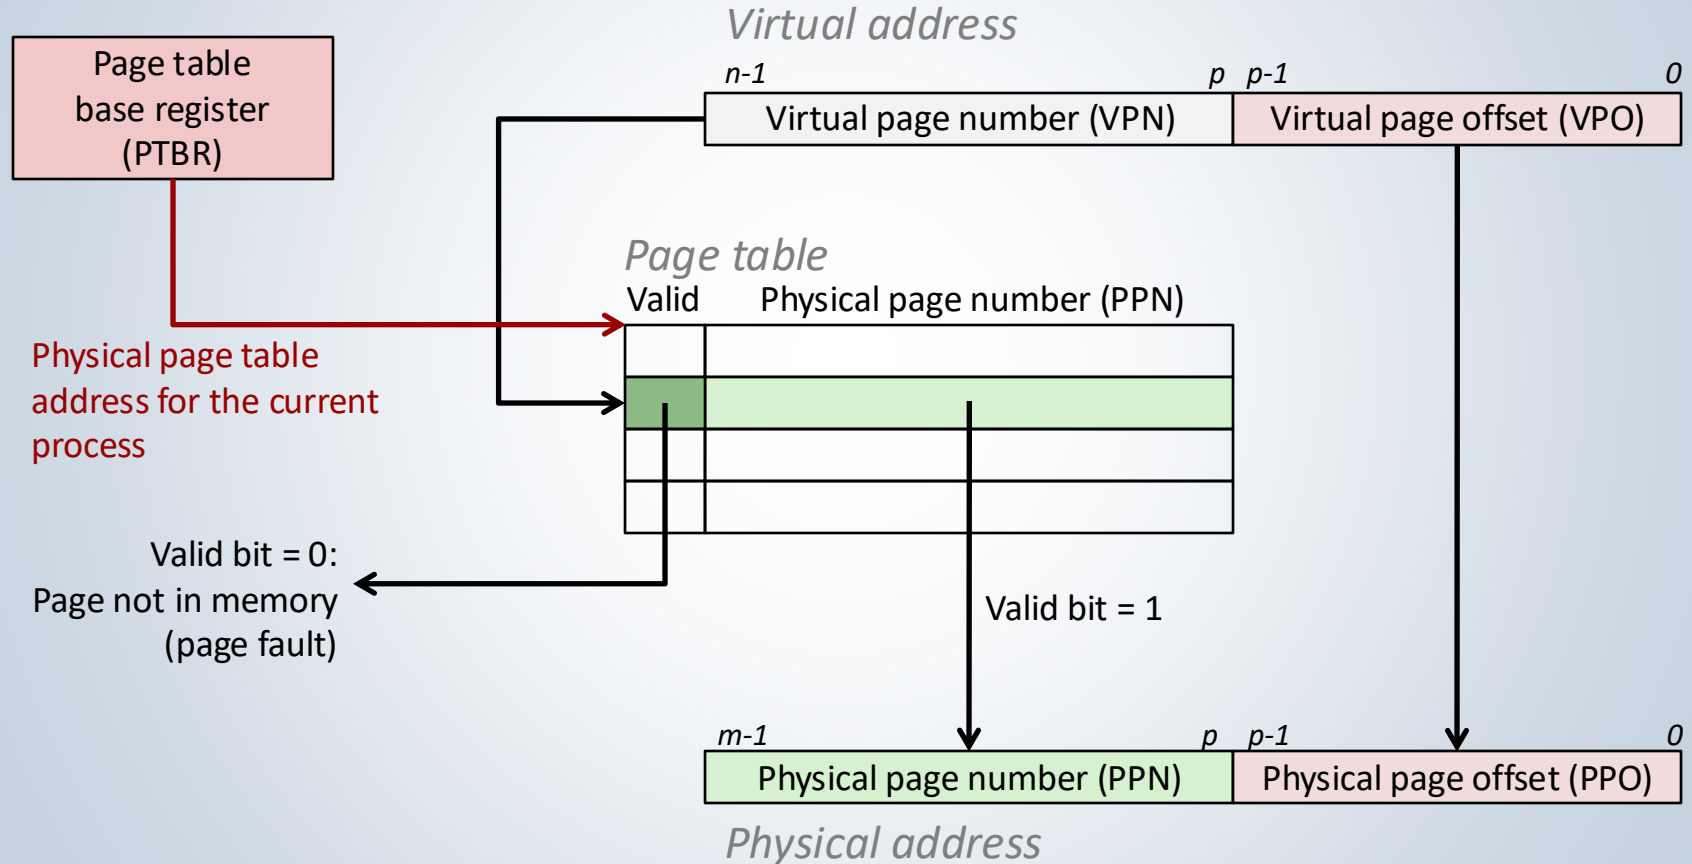 Virtual address
Page table
base register
(PTBR)
n-1 p p-1 0
Virtual page number (VPN) Virtual page offset (VPO)
Page table
Valid Physical page number (PPN)
Physical page table
address for the current
process
Valid bit = 0:
Page not in memory
(page fault)
Valid bit = 1
m-1 p p-1 0
Physical page number (PPN) Physical page offset (PPO)
Physical address